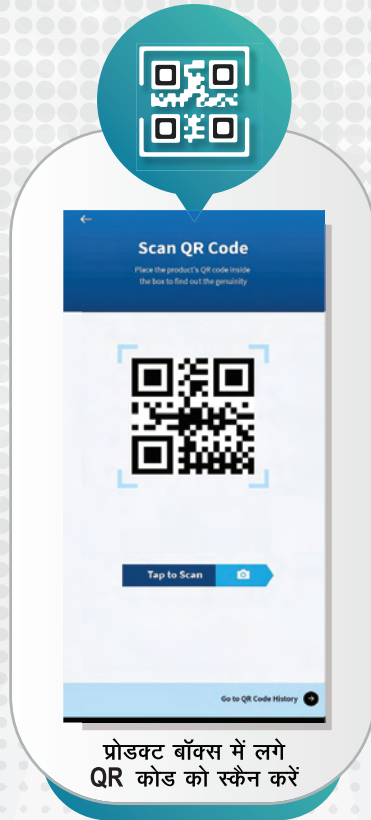 Scan QR Code
Place the product's QR code inside
the box to find out the genuinity
Tap to Scan
Go to QR Code History
प्रोडक्ट बॉक्स में लगे
QR कोड को स्कैन करें